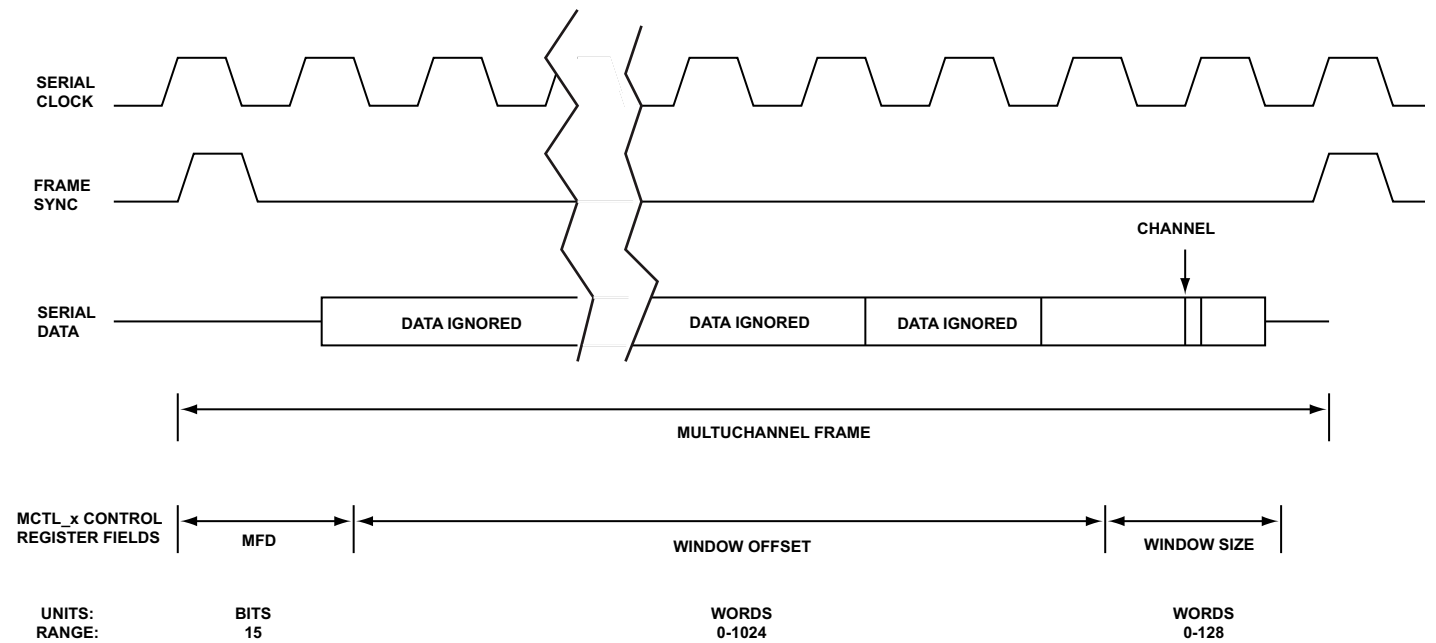 SERIAL
CLOCK
FRAME
SYNC
CHANNEL
SERIAL
DATA
DATA IGNORED
DATA IGNORED
DATA IGNORED
MULTUCHANNEL FRAME
MCTL_x CONTROL
REGISTER FIELDS
MFD
WINDOW OFFSET
WINDOW SIZE
UNITS: BITS WORDS WORDS
RANGE: 15 0-1024 0-128